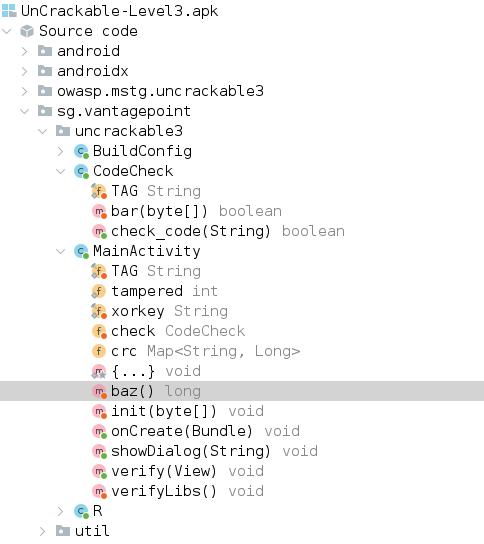 UnCrackable-Level3.apk
Source code
android
androidx
owasp.mstg.uncrackable3
sg.vantagepoint
uncrackable3
BuildConfig
CodeCheck
TAG String
bar(byte[]) boolean
check_code(String) boolean
MainActivity
TAG String
tampered int
xorkey String
check CodeCheck
crc Map<String, Long>
{...} void
baz() long
init(byte[]) void
onCreate(Bundle) void
showDialog(String) void
verify(View) void
verifyLibs() void
R
util